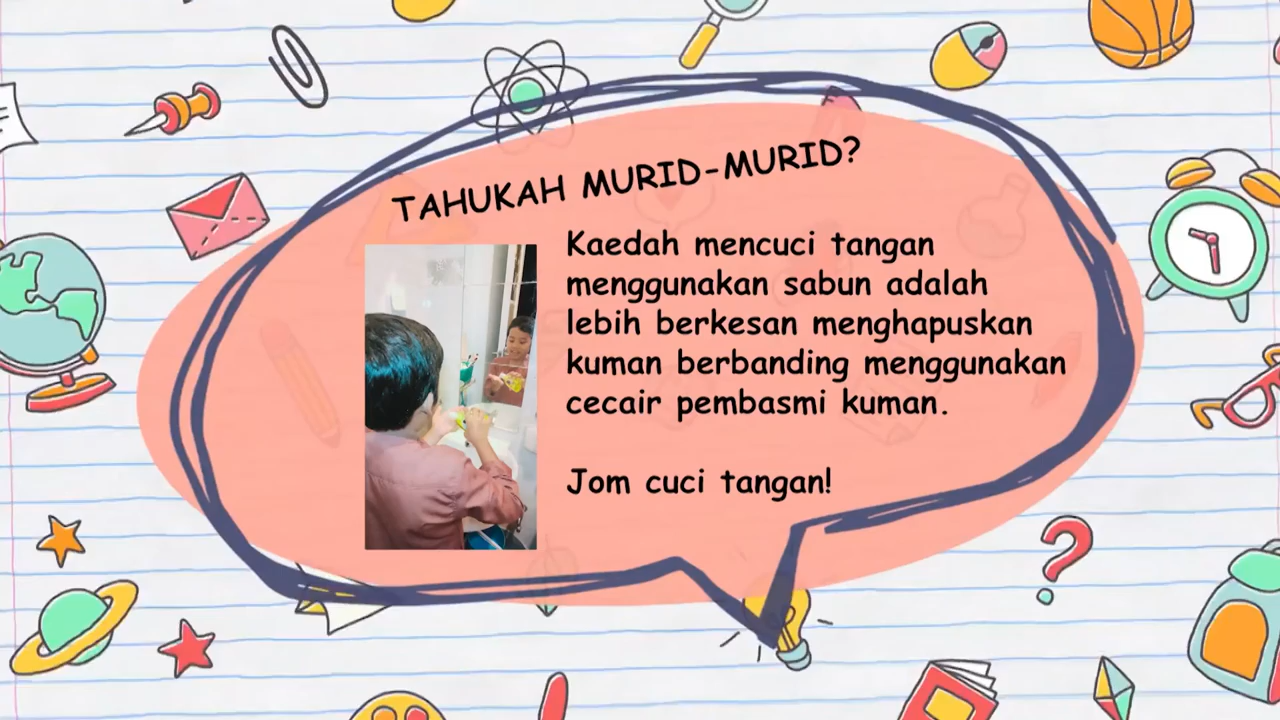 TAHUKAH MURID-MURID?
Kaedah mencuci tangan
menggunakan sabun adalah
lebih berkesan menghapuskan
kuman berbanding menggunakan
cecair pembasmi kuman.
Jom cuci tangan!